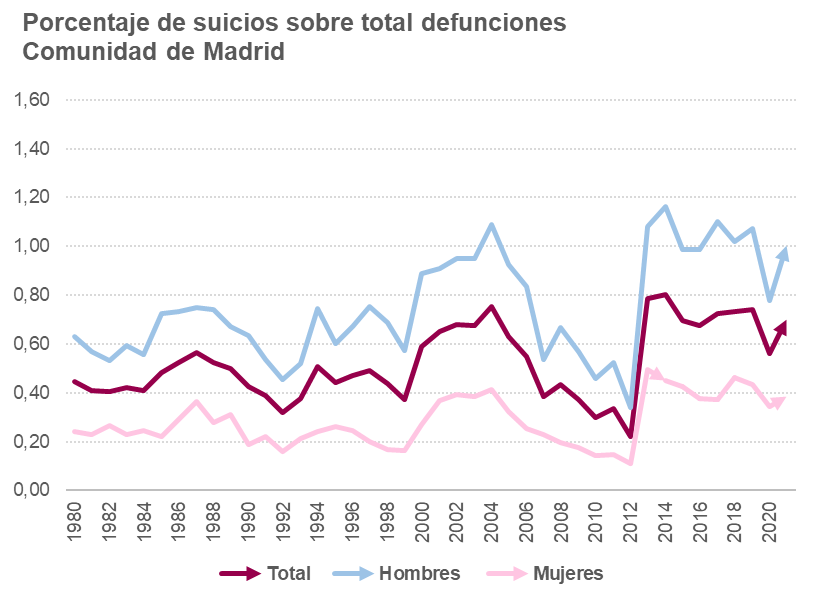 Porcentaje de suicios sobre total defunciones
Comunidad de Madrid
1,60
1,40
1,20
1,00
0,80
0,60
0,40
0,20
0,00
1980 1982 1984 1986 1988 1990 1992 1994 1996 1998 2000 2002 2004 2006 2008 2010 2012 2014 2016 2018 2020
Total Hombres Mujeres